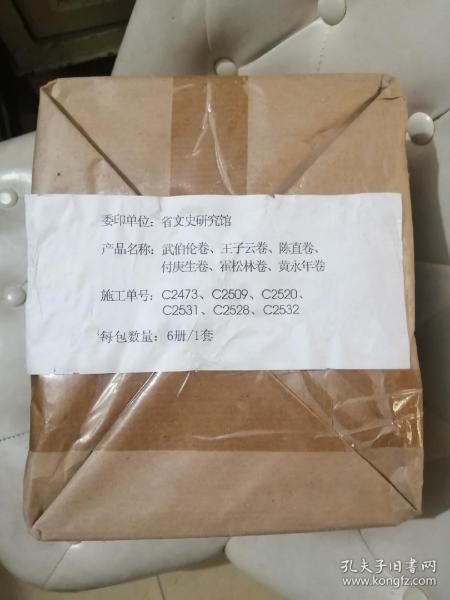 委印单位：省文史研究馆
产品名称：武伯伦卷、王子云卷、陈直卷、
付庚生卷、霍松林卷、黄永年卷
施工单号：C2473、C2509、C2520、
C2531、C2528、C2532
每包数量：6册/1套
孔夫子旧书网
www.kongfz.com